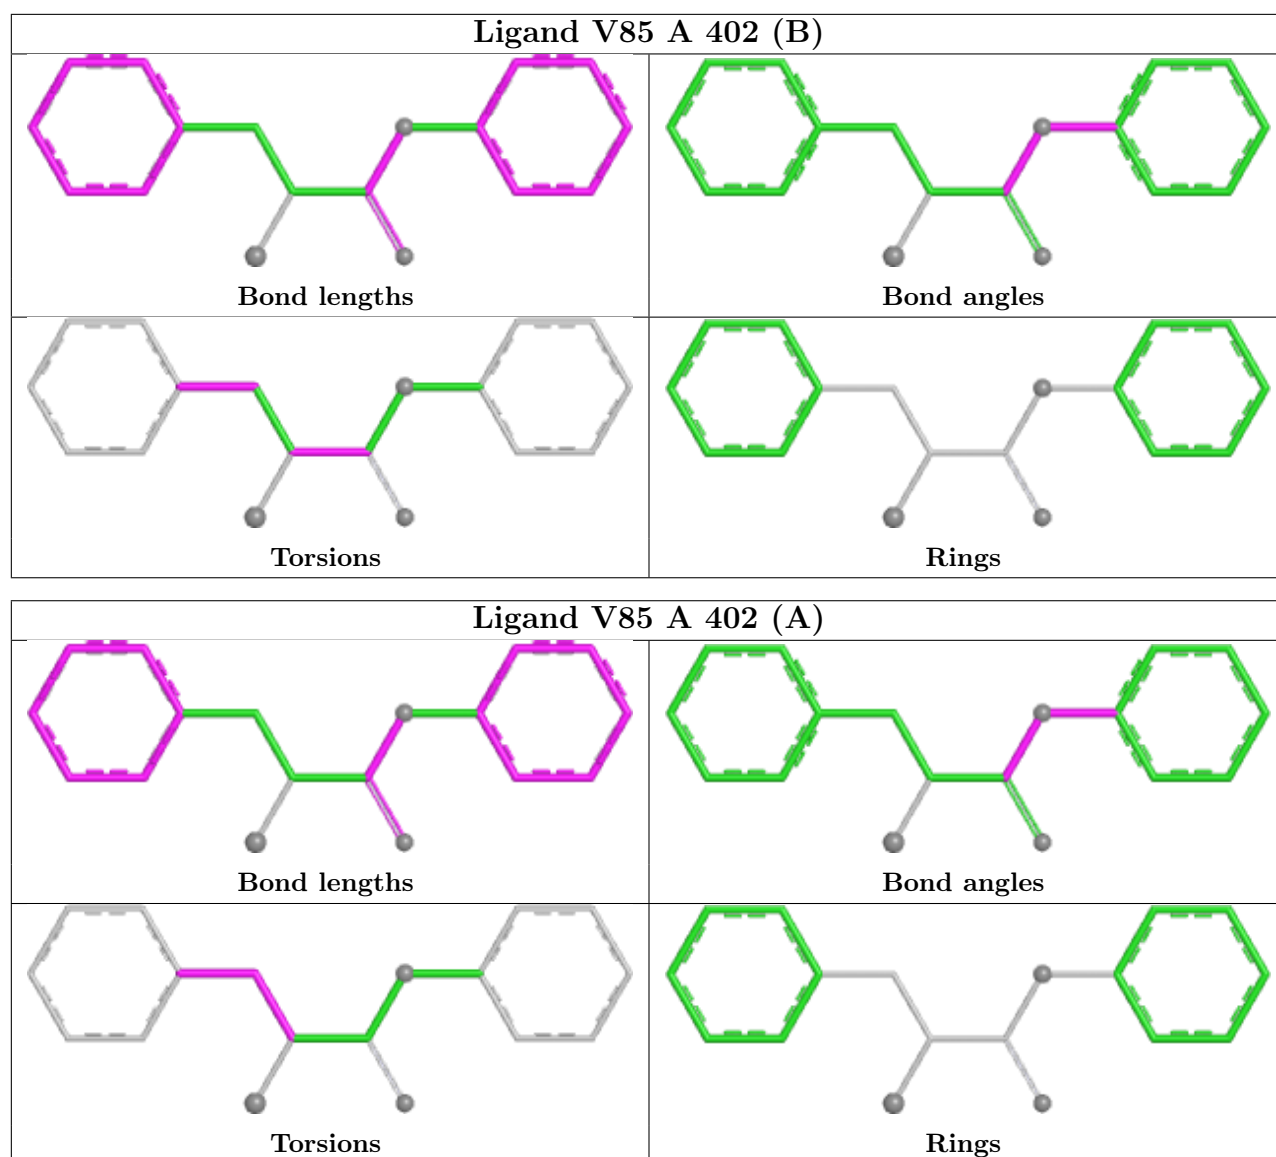 Ligand V85 A 402 (B)
Bond lengths
Bond angles
Torsions
Rings
Ligand V85 A 402 (A)
Bond lengths
Bond angles
Torsions
Rings